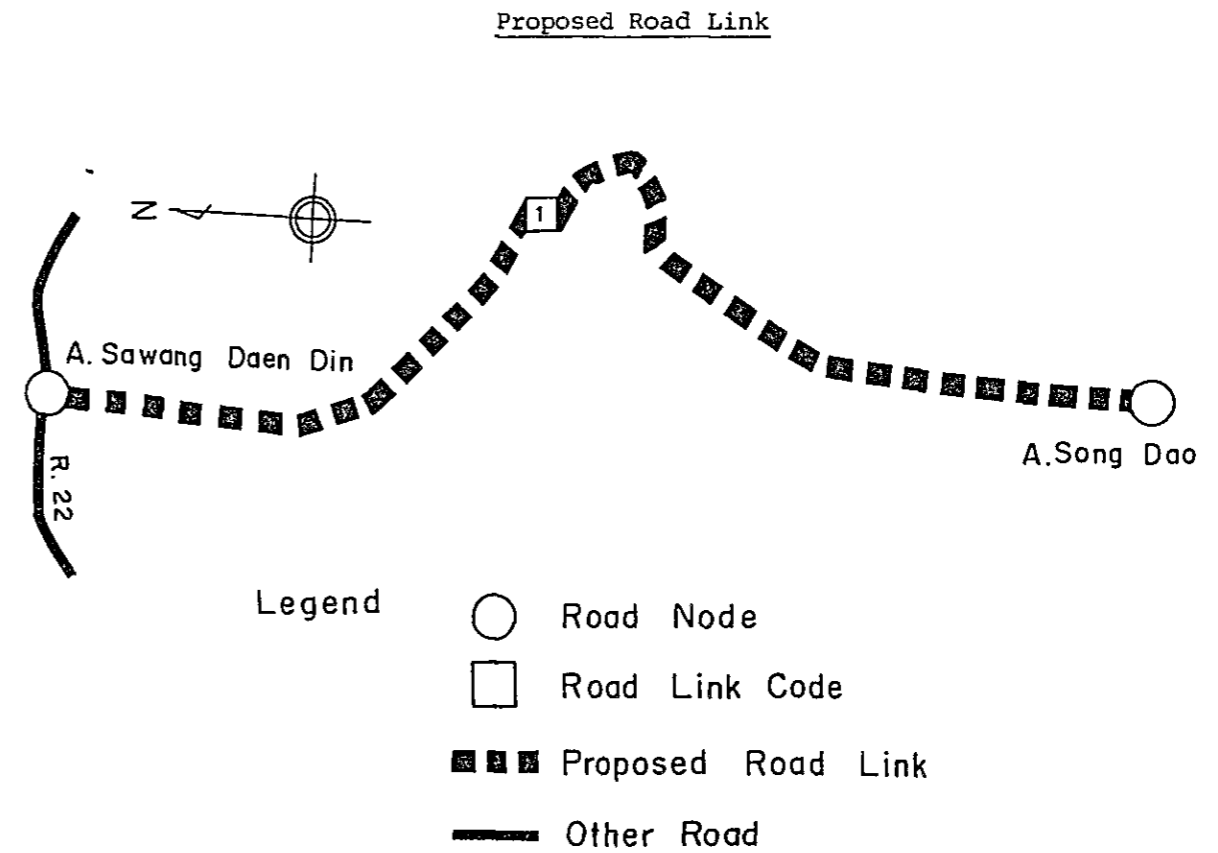 Proposed Road Link
N
1
A. Sawang Daen Din
R. 22
A. Song Dao
Legend
Road Node
Road Link Code
Proposed Road Link
Other Road